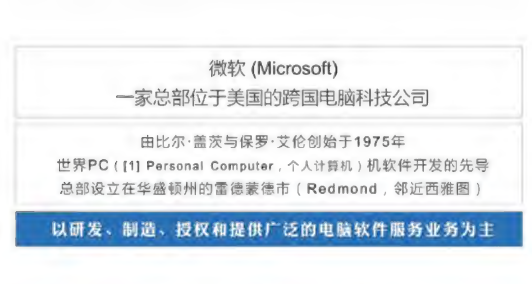 微软 (Microsoft)
一家总部位于美国的跨国电脑科技公司
由比尔·盖茨与保罗·艾伦创始于1975年
世界PC（[1] Personal Computer，个人计算机）机软件开发的先导
总部设立在华盛顿州的雷德蒙德市（Redmond，邻近西雅图）
以研发、制造、授权和提供广泛的电脑软件服务业务为主